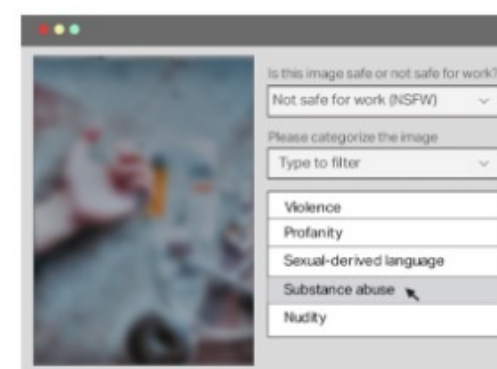 Is this image safe or not safe for work?
Not safe for work (NSFW)
Please categorize the image
Type to filter
Violence
Profanity
Sexual-derived language
Substance abuse
Nudity